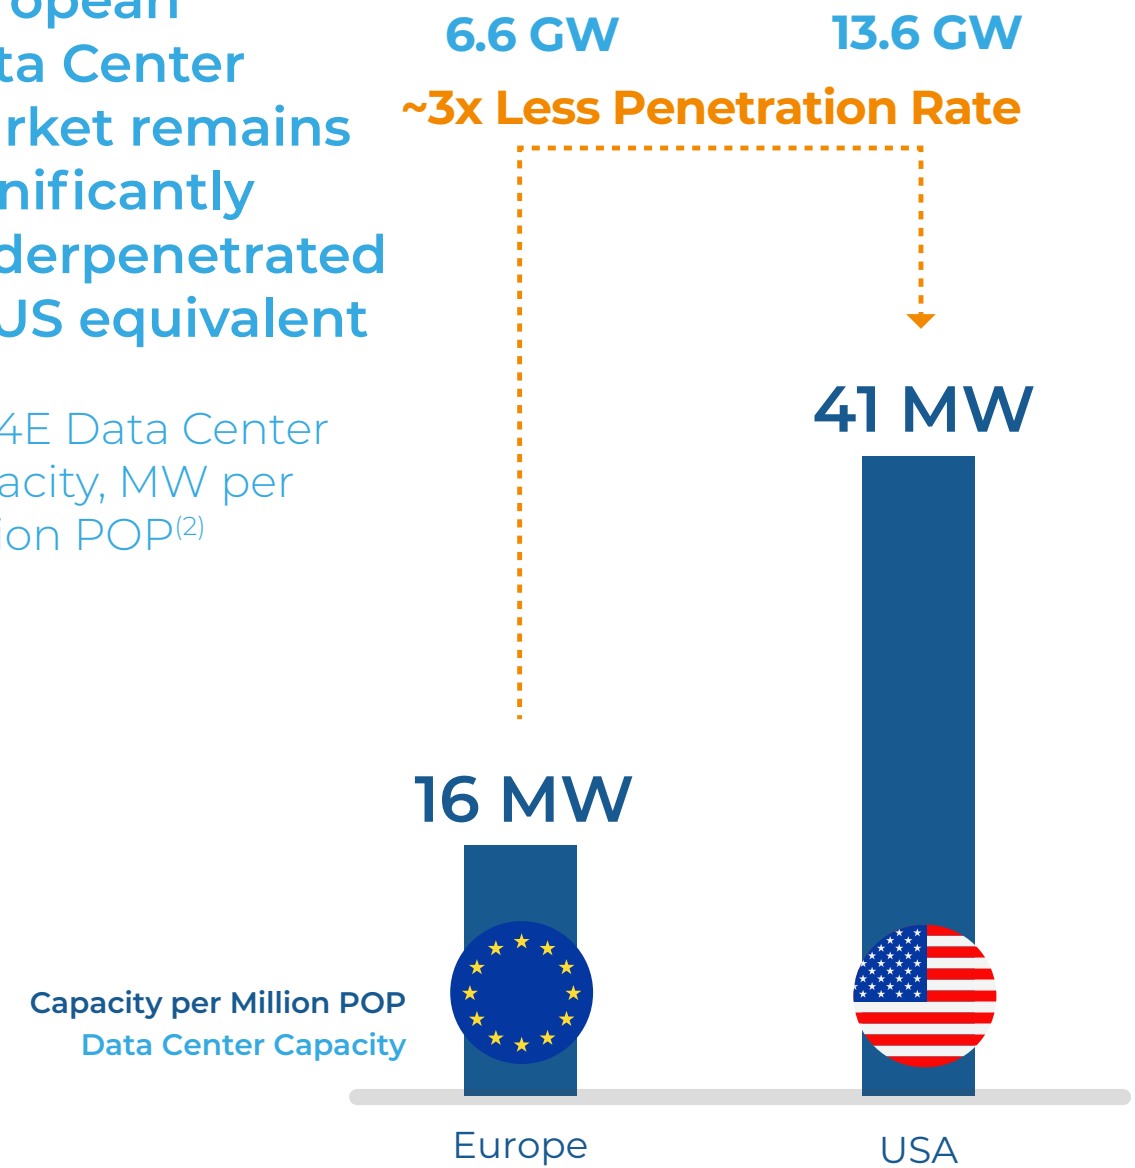 opean
ta Center
rket remains
nificantly
derpenetrated
US equivalent
4E Data Center
acity, MW per
ion POP(2)
6.6 GW
13.6 GW
~3x Less Penetration Rate
41 MW
16 MW
Capacity per Million POP
Data Center Capacity
Europe
USA